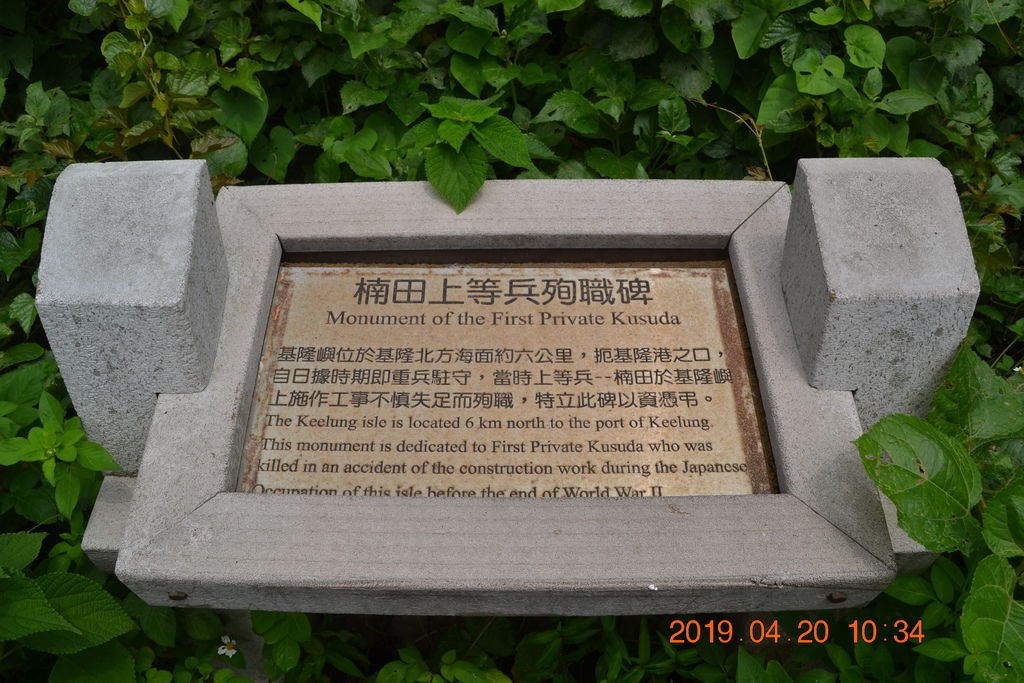 楠田上等兵殉職碑
Monument of the First Private Kusuda
基隆嶼位於基隆北方海面約六公里，扼基隆港之口，
自日據時期即重兵駐守，當時上等兵--楠田於基隆嶼
上施作工事不慎失足而殉職，特立此碑以資憑弔。
The Keelung isle is located 6 km north to the port of Keelung.
This monument is dedicated to First Private Kusuda who was
killed in an accident of the construction work during the Japanese
Occupation of this isle before the end of World War II
2019.04.20 10:34